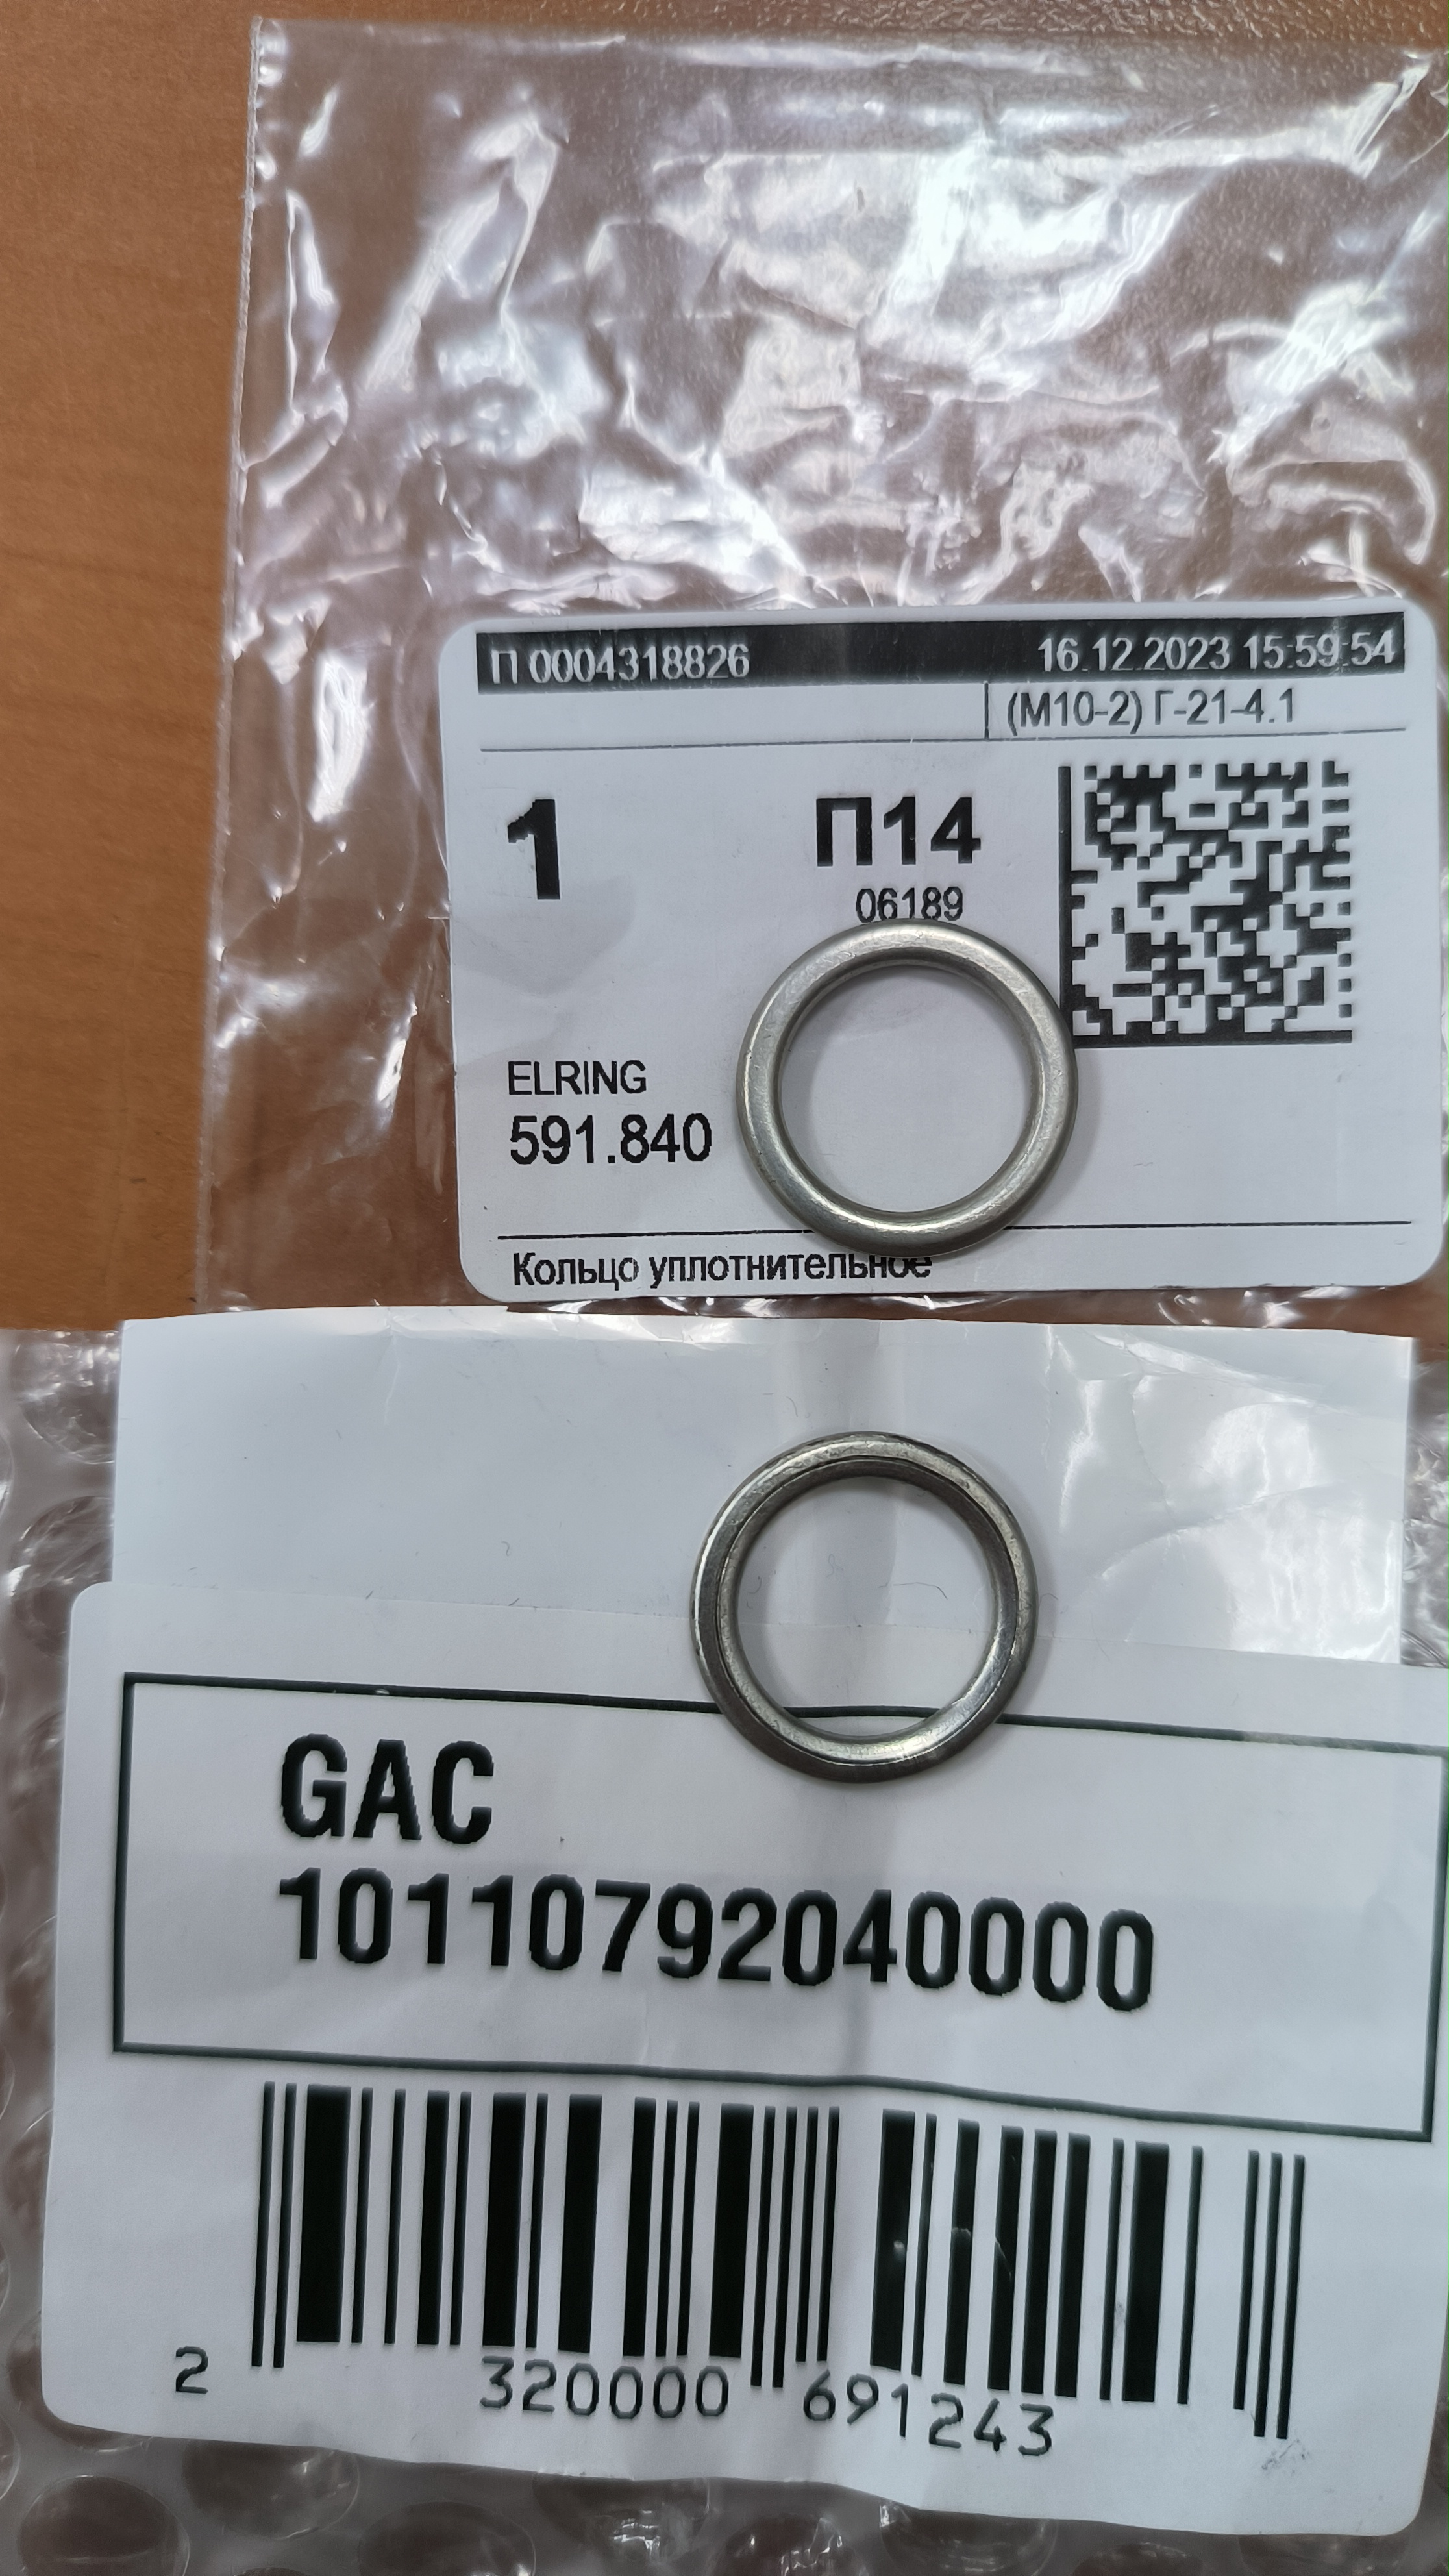 П 0004318826 16.12.2023 15:59:54
(М10-2) Г-21-4.1
1 П14
06189
ELRING
591.840
Кольцо уплотнительное
GAC
10110792040000
2 320000 691243